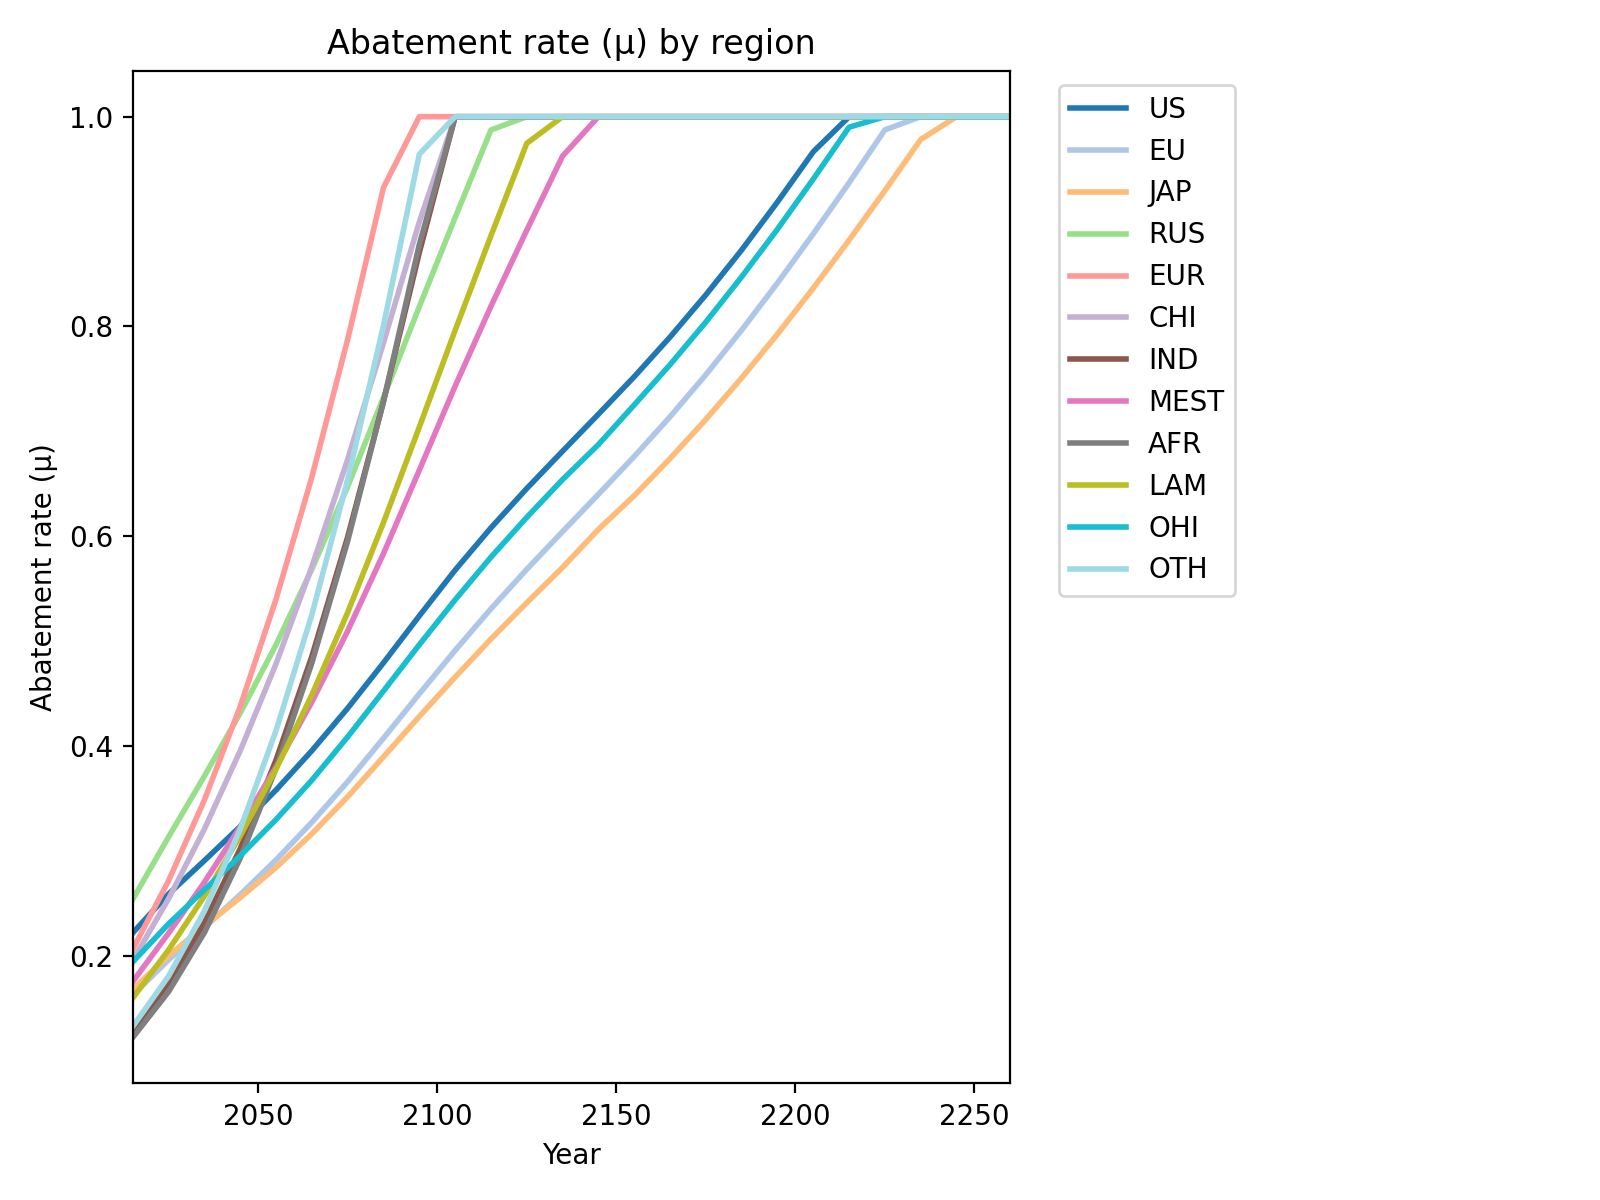 Abatement rate (μ) by region
Abatement rate (μ)
1.0
0.8
0.6
0.4
0.2
2050
2100
2150
2200
2250
Year
US
EU
JAP
RUS
EUR
CHI
IND
MEST
AFR
LAM
OHI
OTH